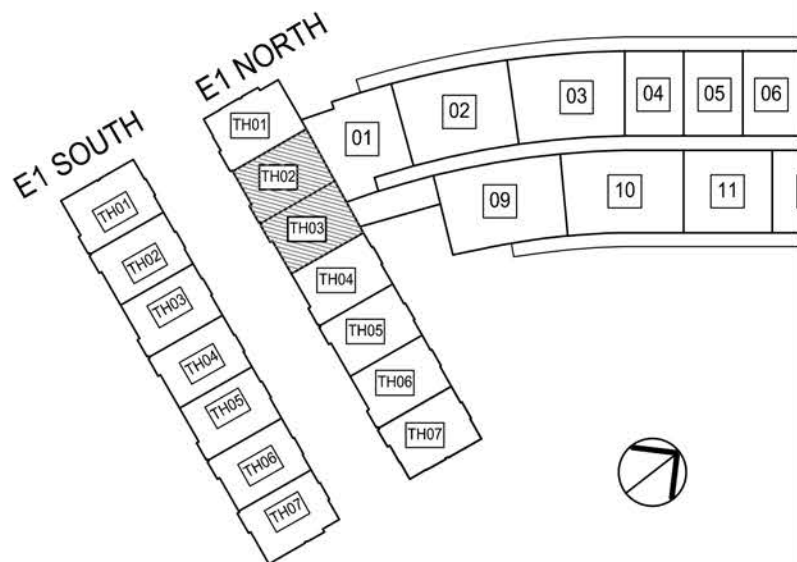 E1 SOUTH
TH01
TH02
TH03
TH04
TH05
TH06
TH07
E1 NORTH
TH01
TH02
TH03
TH04
TH05
TH06
TH07
01
02
03
04
05
06
09
10
11